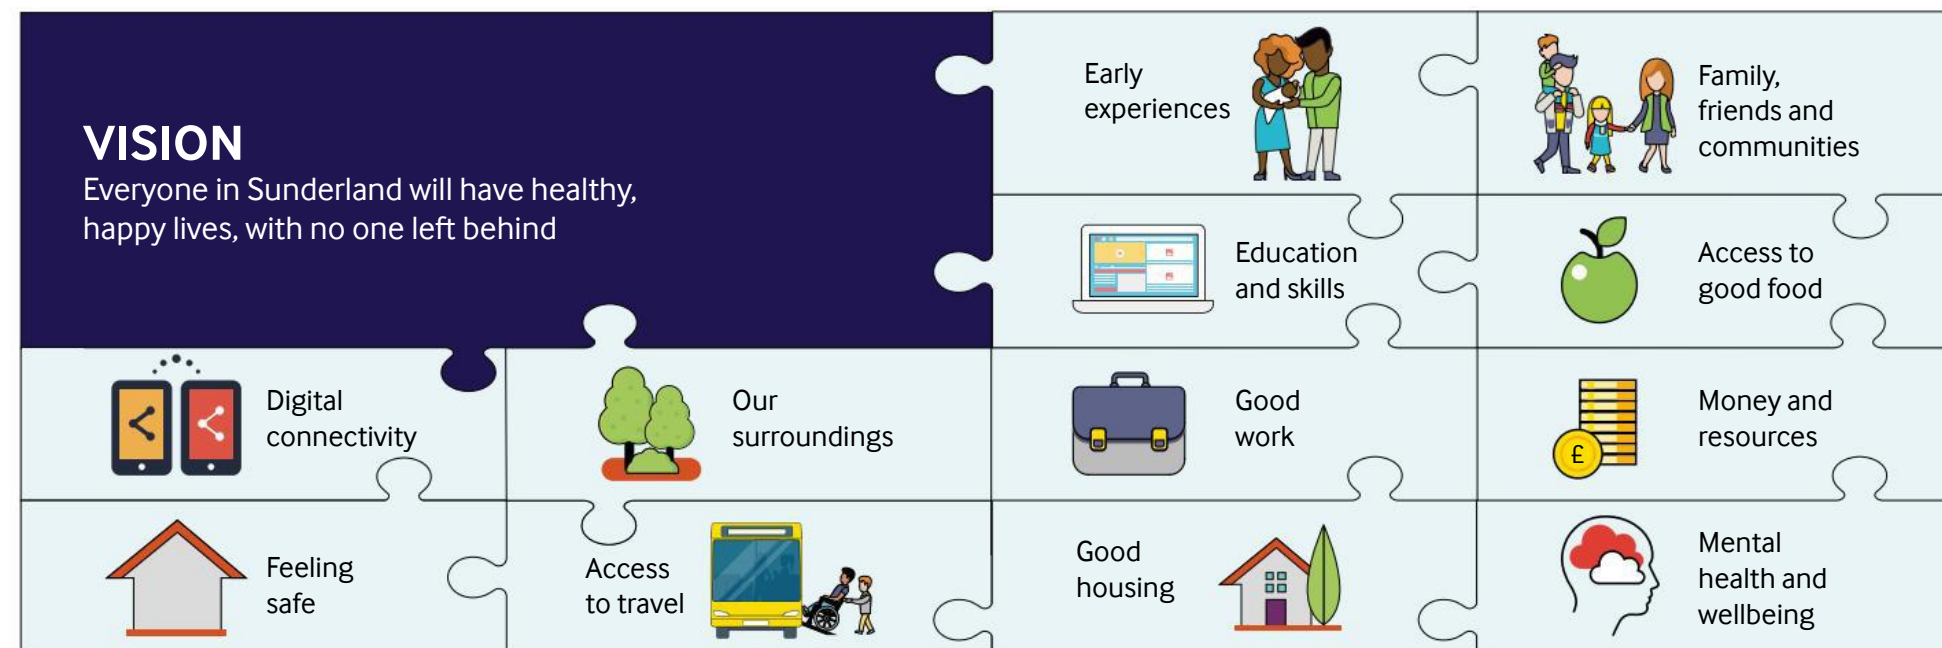 VISION
Everyone in Sunderland will have healthy,
happy lives, with no one left behind
Early
experiences
Family,
friends and
communities
Education
and skills
Access to
good food
Digital
connectivity
Our
surroundings
Good
work
Money and
resources
£
Feeling
safe
Access
to travel
Good
housing
Mental
health and
wellbeing